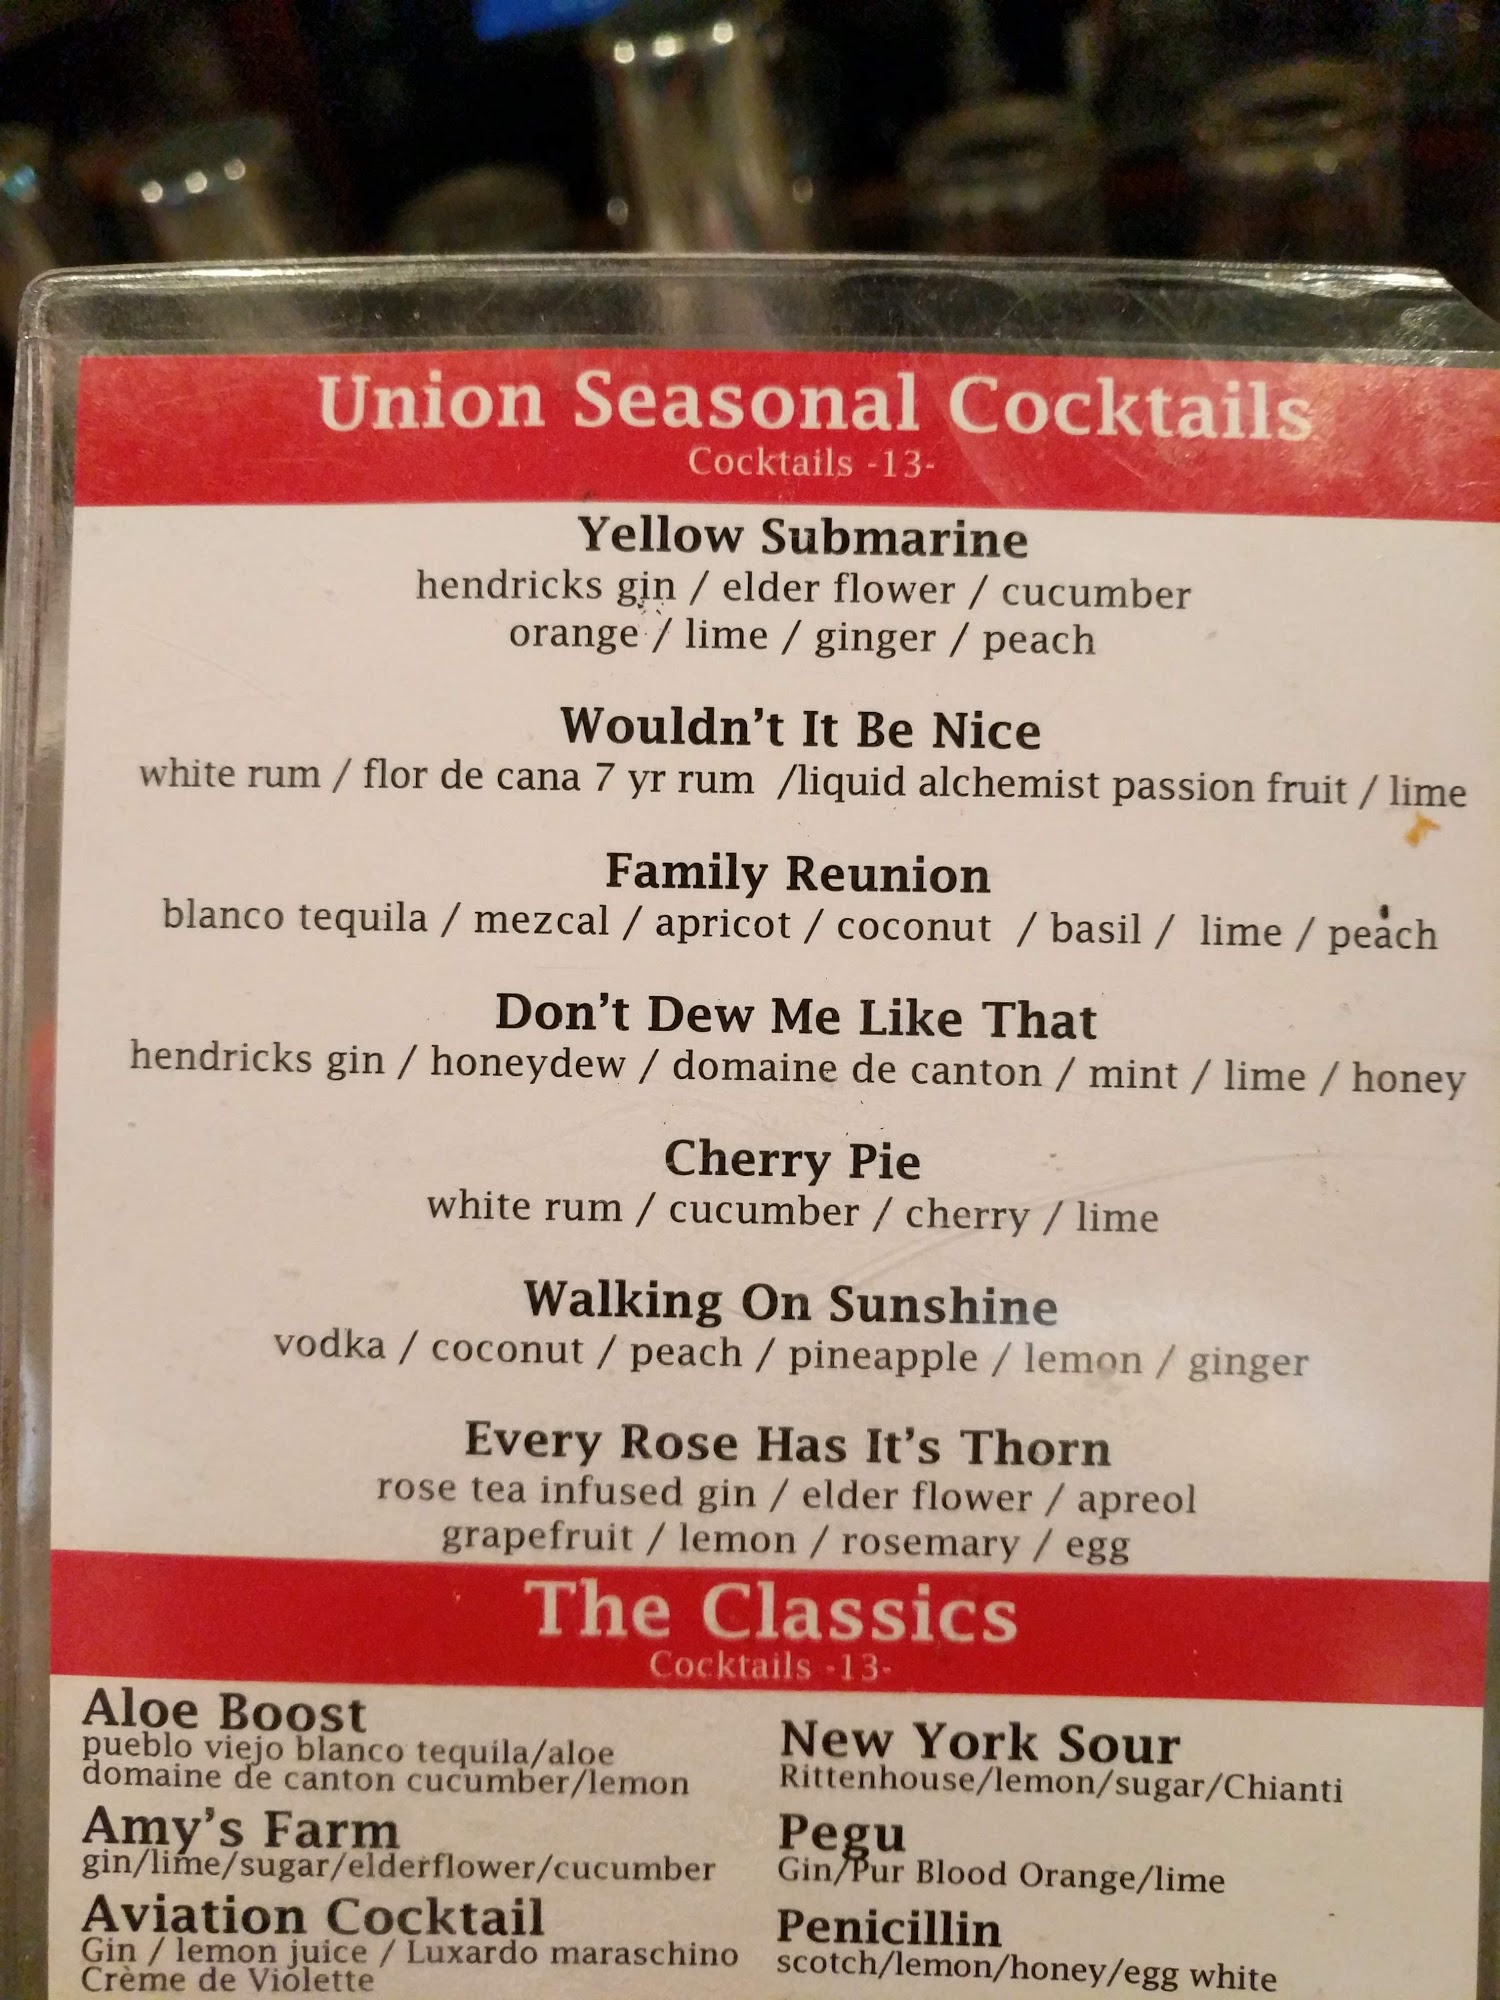 Union Seasonal Cocktails
Cocktails -13-
Yellow Submarine
hendricks gin / elder flower / cucumber
orange / lime / ginger / peach
Wouldn't It Be Nice
white rum / flor de cana 7 yr rum /liquid alchemist passion fruit / lime
Family Reunion
blanco tequila / mezcal / apricot / coconut / basil / lime / peach
Don't Dew Me Like That
hendricks gin / honeydew / domaine de canton / mint / lime / honey
Cherry Pie
white rum / cucumber / cherry / lime
Walking On Sunshine
vodka / coconut / peach / pineapple / lemon / ginger
Every Rose Has It's Thorn
rose tea infused gin / elder flower / apreol
grapefruit / lemon / rosemary / egg
The Classics
Cocktails -13-
Aloe Boost
pueblo viejo blanco tequila/aloe
domaine de canton cucumber/lemon
Amy's Farm
gin/lime/sugar/elderflower/cucumber
Aviation Cocktail
Gin / lemon juice / Luxardo maraschino
Crème de Violette
New York Sour
Rittenhouse/lemon/sugar/Chianti
Pegu
Gin/Pur Blood Orange/lime
Penicillin
scotch/lemon/honey/egg white